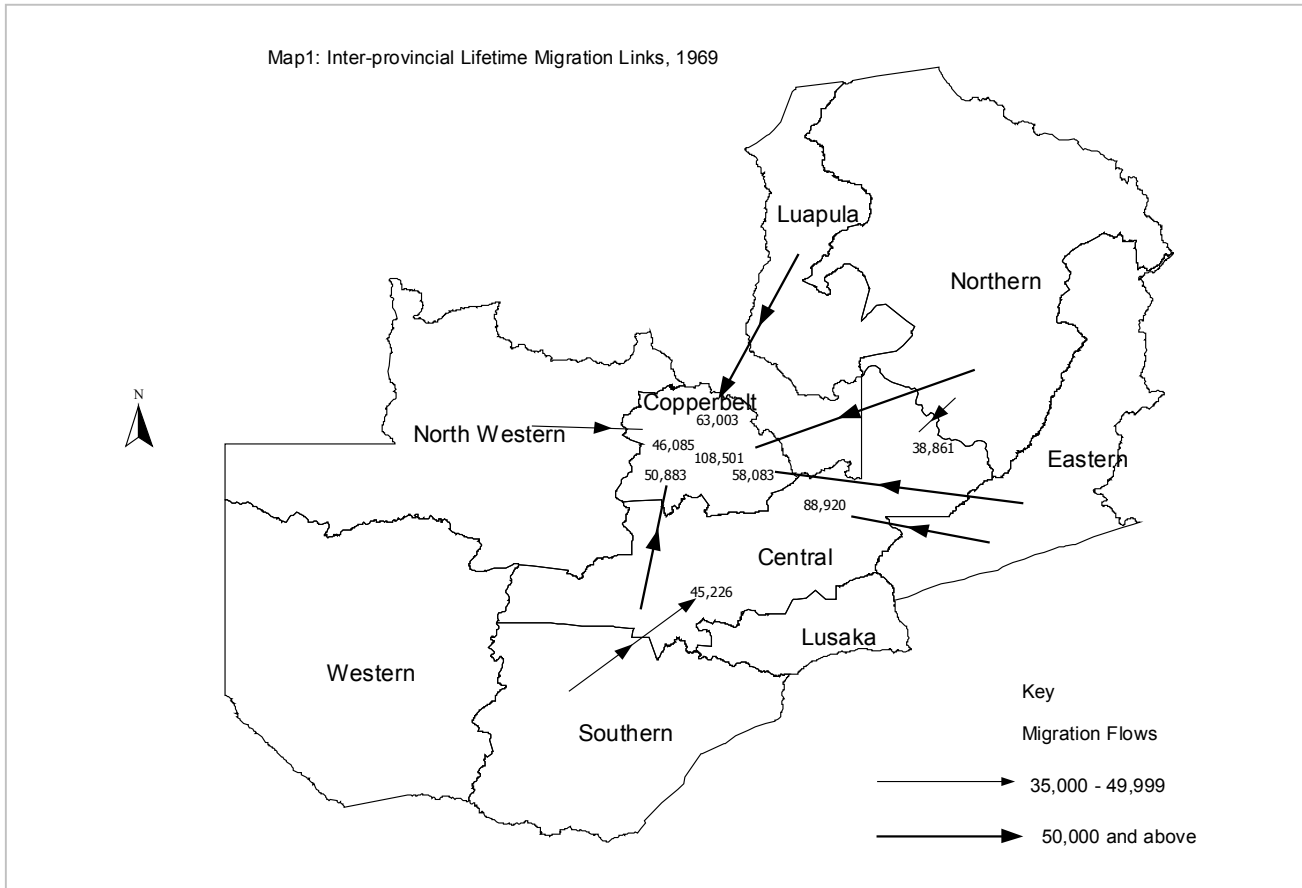 Map1: Inter-provincial Lifetime Migration Links, 1969
Luapula
Northern
N
Copperbelt
63,003
North Western
46,085
38,861
108,501
Eastern
50,883
58,083
88,920
Central
45,226
Lusaka
Western
Southern
Key
Migration Flows
35,000 - 49,999
50,000 and above